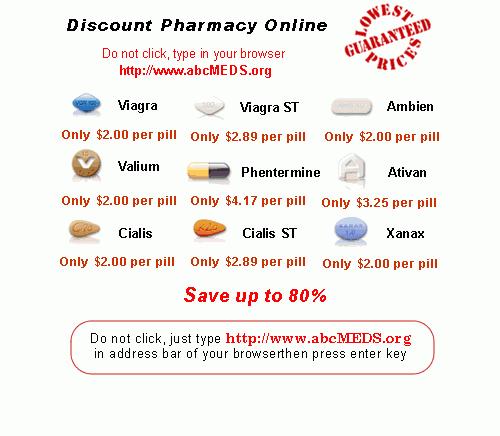 Discount Pharmacy Online
LOWEST
GUARANTEED
PRICES
Do not click, type in your browser
http://www.abcMEDS.org
Viagra
Viagra ST
Ambien
Only $2.00 per pill
Only $2.89 per pill
Only $2.00 per pill
Valium
Phentermine
Ativan
Only $2.00 per pill
Only $4.17 per pill
Only $3.25 per pill
Cialis
Cialis ST
Xanax
Only $2.00 per pill
Only $2.89 per pill
Only $2.00 per pill
Save up to 80%
Do not click, just type http://www.abcMEDS.org
in address bar of your browserthen press enter key